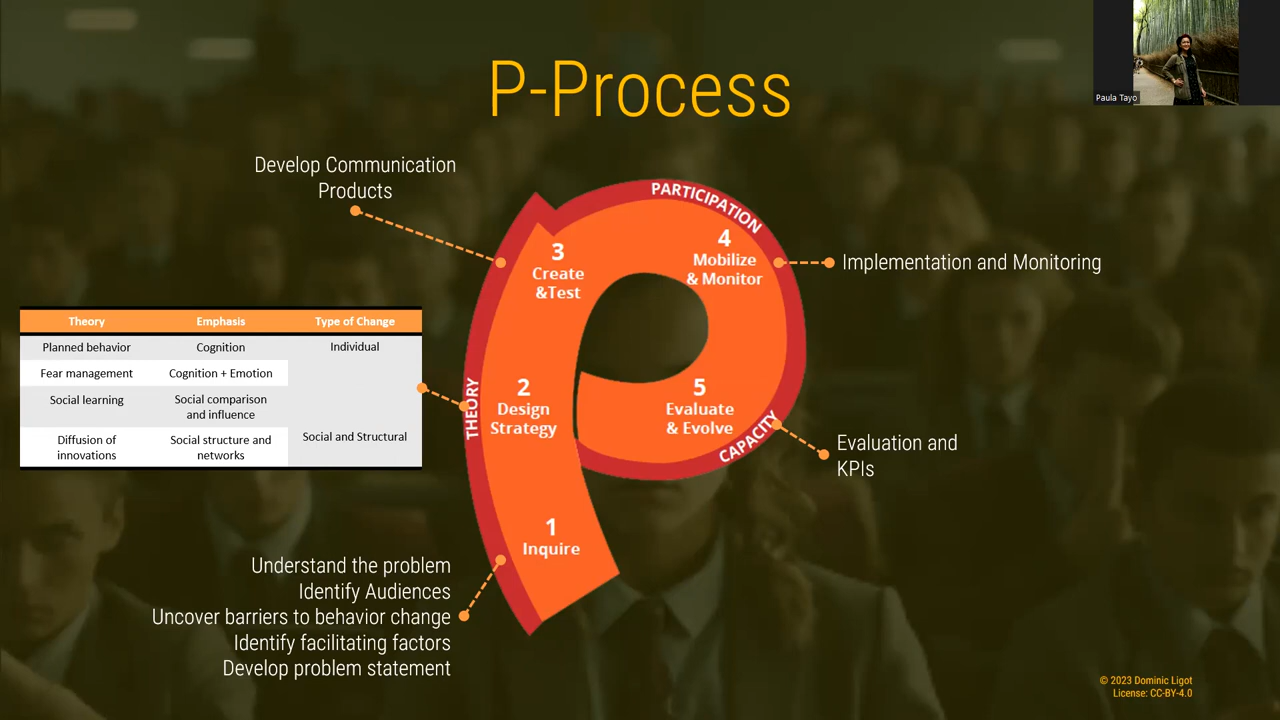 P-Process
Paula Tayo
Develop Communication
Products
PARTICIPATION
3
Create
&Test
4
Mobilize
& Monitor
Implementation and Monitoring
Theory Emphasis Type of Change
Planned behavior Cognition Individual
Fear management Cognition + Emotion
Social learning Social comparison
and influence
Diffusion of Social structure and Social and Structural
innovations networks
THEORY
2
Design
Strategy
5
Evaluate
& Evolve
CAPACITY
Evaluation and
KPIs
1
Inquire
Understand the problem
Identify Audiences
Uncover barriers to behavior change
Identify facilitating factors
Develop problem statement
© 2023 Dominic Ligot
License: CC-BY-4.0